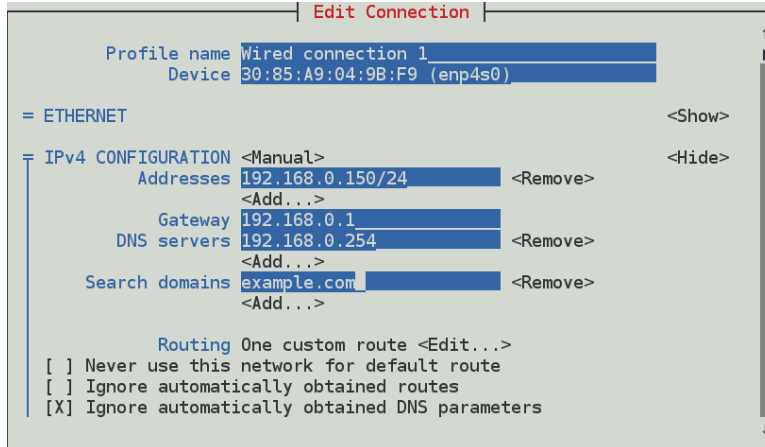 Edit Connection
Profile name Wired connection 1
Device 30:85:A9:04:9B:F9 (enp4s0)
= ETHERNET <Show>
= IPv4 CONFIGURATION <Manual> <Hide>
Addresses 192.168.0.150/24 <Remove>
<Add...>
Gateway 192.168.0.1
DNS servers 192.168.0.254 <Remove>
<Add...>
Search domains example.com <Remove>
<Add...>
Routing One custom route <Edit...>
[ ] Never use this network for default route
[ ] Ignore automatically obtained routes
[X] Ignore automatically obtained DNS parameters